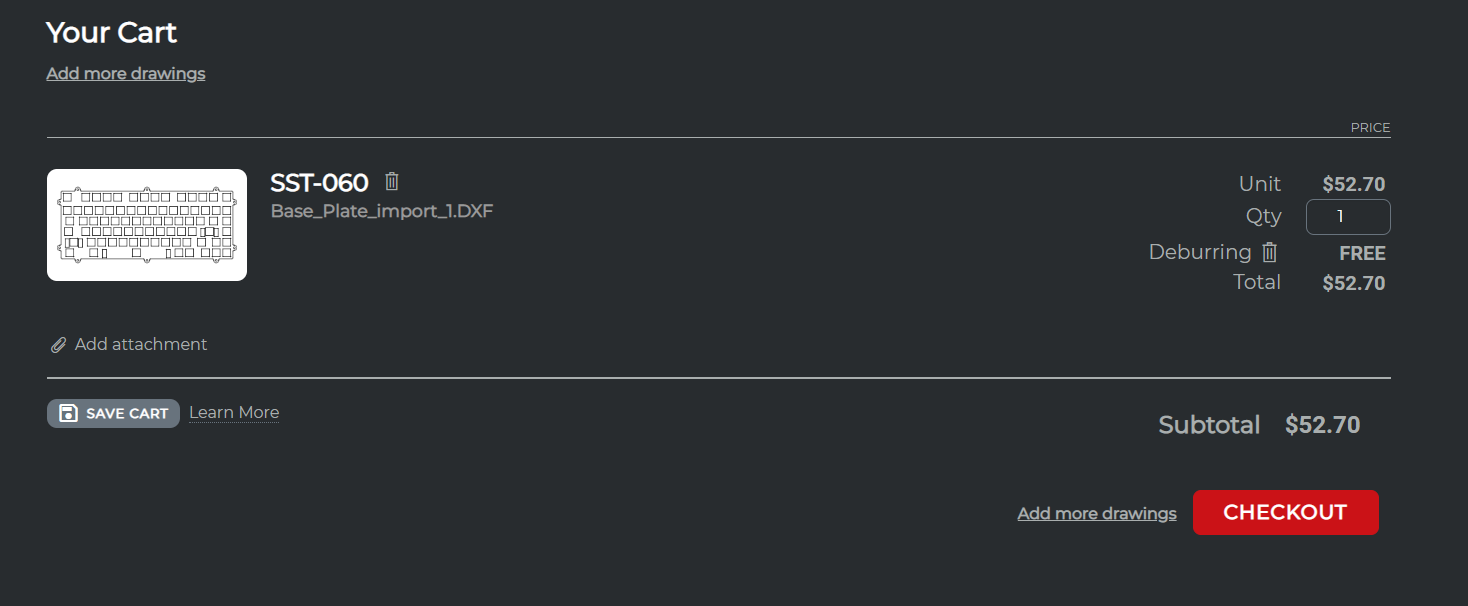 Your Cart
Add more drawings
PRICE
SST-060
Base_Plate_import_1.DXF
Unit $52.70
Qty 1
Deburring FREE
Total $52.70
Add attachment
SAVE CART Learn More
Subtotal $52.70
Add more drawings CHECKOUT